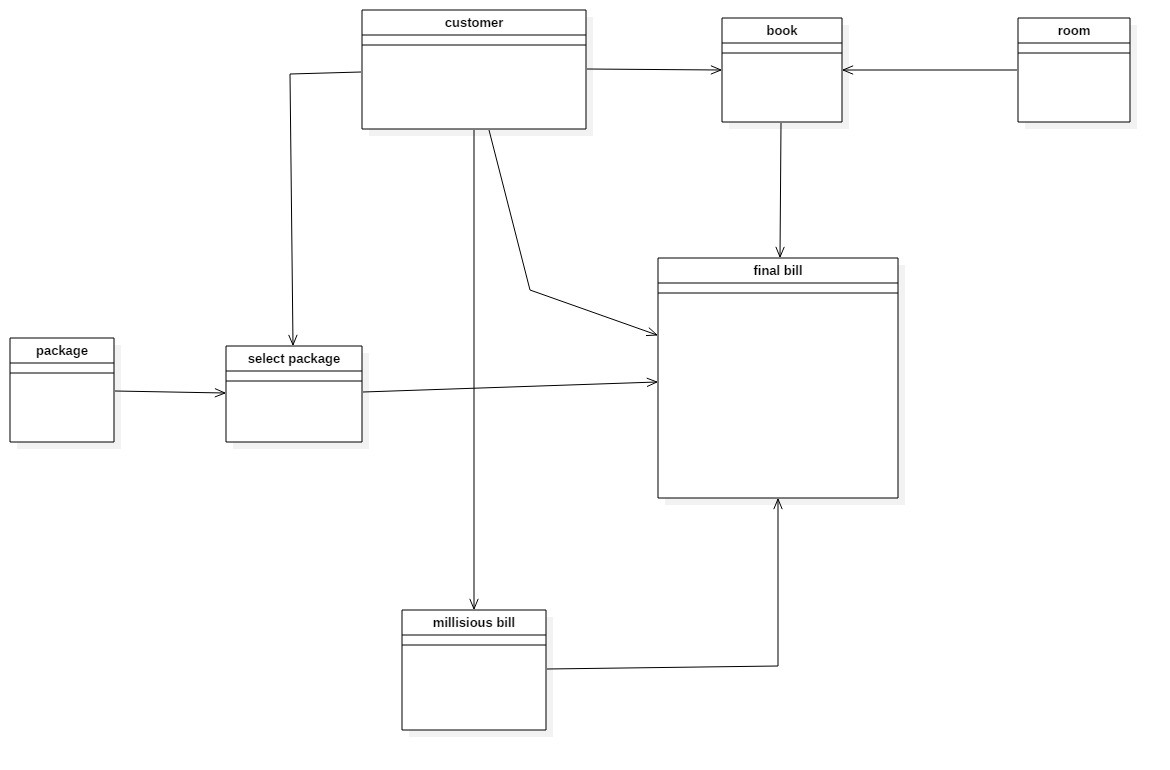 customer
book
room
final bill
package
select package
millisious bill